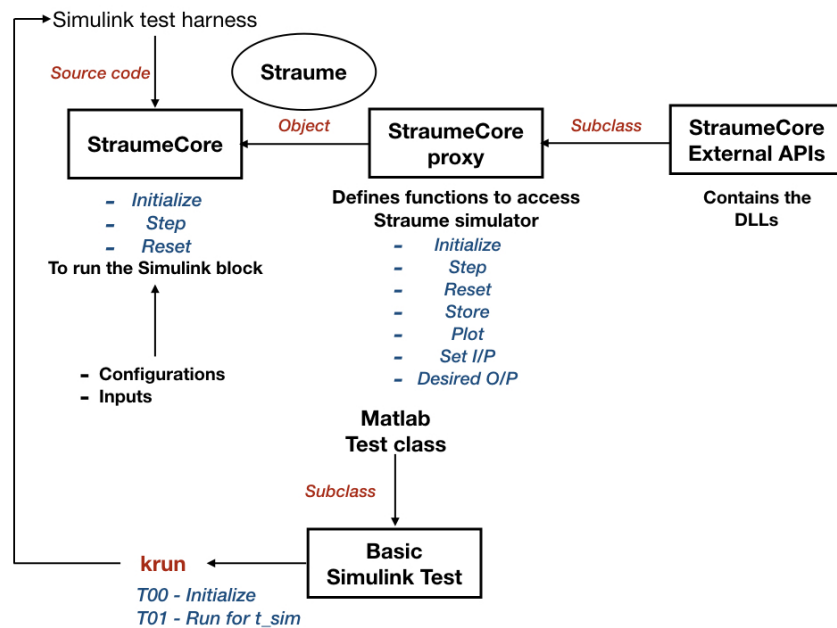 Simulink test harness
Source code
Straume
StraumeCore
Object
StraumeCore
proxy
Subclass
StraumeCore
External APIs
- Initialize
- Step
- Reset
To run the Simulink block
Defines functions to access
Straume simulator
- Initialize
- Step
- Reset
- Store
- Plot
- Set I/P
- Desired O/P
Contains the
DLLs
- Configurations
- Inputs
Matlab
Test class
Subclass
Basic
Simulink Test
krun
T00 - Initialize
T01 - Run for t_sim